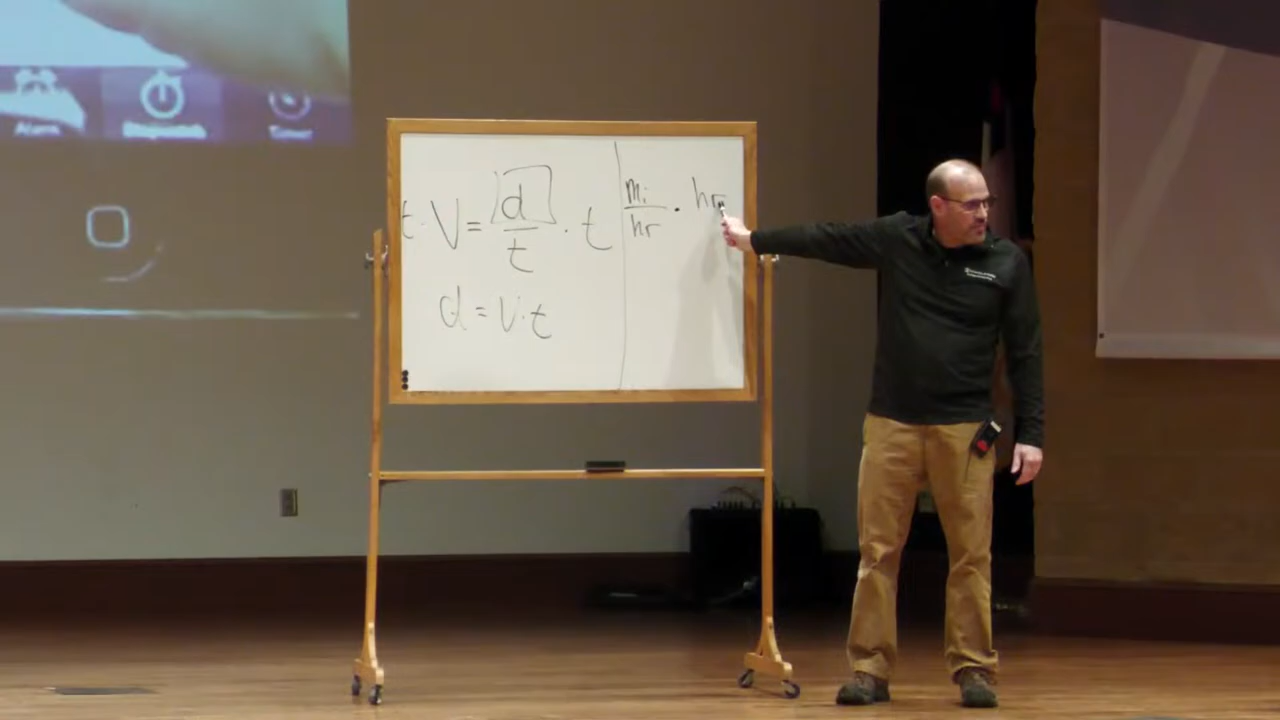 Alarm Stopwatch Timer
t · V = d/t · t
d = V · t
mi/hr · hr